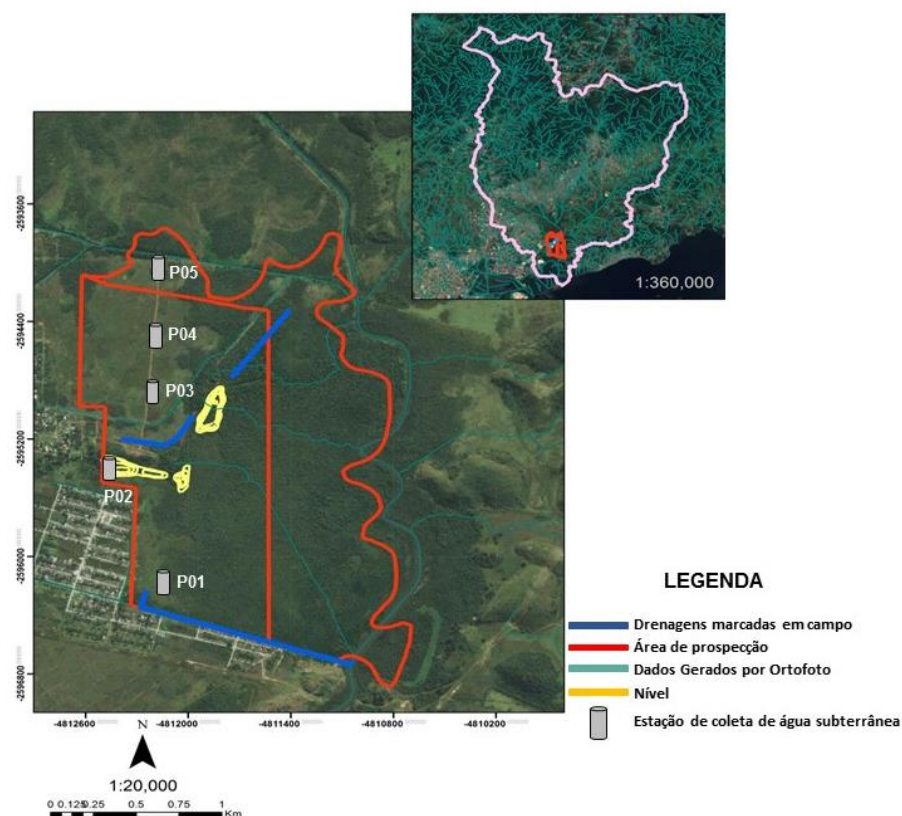 1:360,000
-2593600
-2594400
-2595200
-2596000
-2596800
P05
P04
P03
P02
P01
-4812600
-4812000
-4811400
-4810800
-4810200
N
1:20,000
0 0.125 0.25 0.5 0.75 1
Km
LEGENDA
Drenagens marcadas em campo
Área de prospecção
Dados Gerados por Ortofoto
Nível
Estação de coleta de água subterrânea